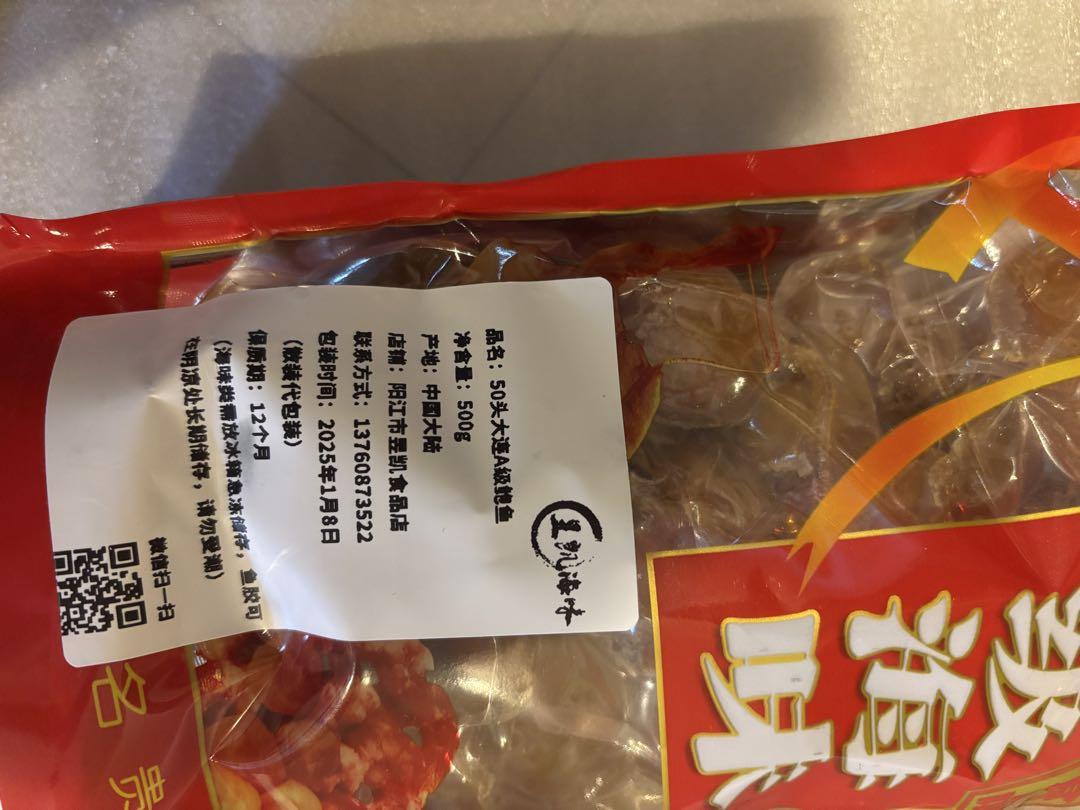 昱凯海味
品名：50头大连A级鲍鱼
净含量：500g
产地：中国大陆
店铺：阳江市昱凯食品店
联系方式：13760873522
包装时间：2025年1月8日
（散装代包装）
保质期：12个月
（海味类需放冰箱急冻储存，鱼胶可
在阴凉处长期储存，请勿受潮）
微信扫一扫
名贵
级海味